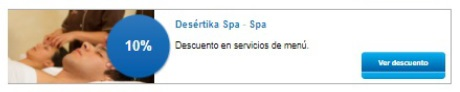 Desértika Spa - Spa
10%
Descuento en servicios de menú.
Ver descuento